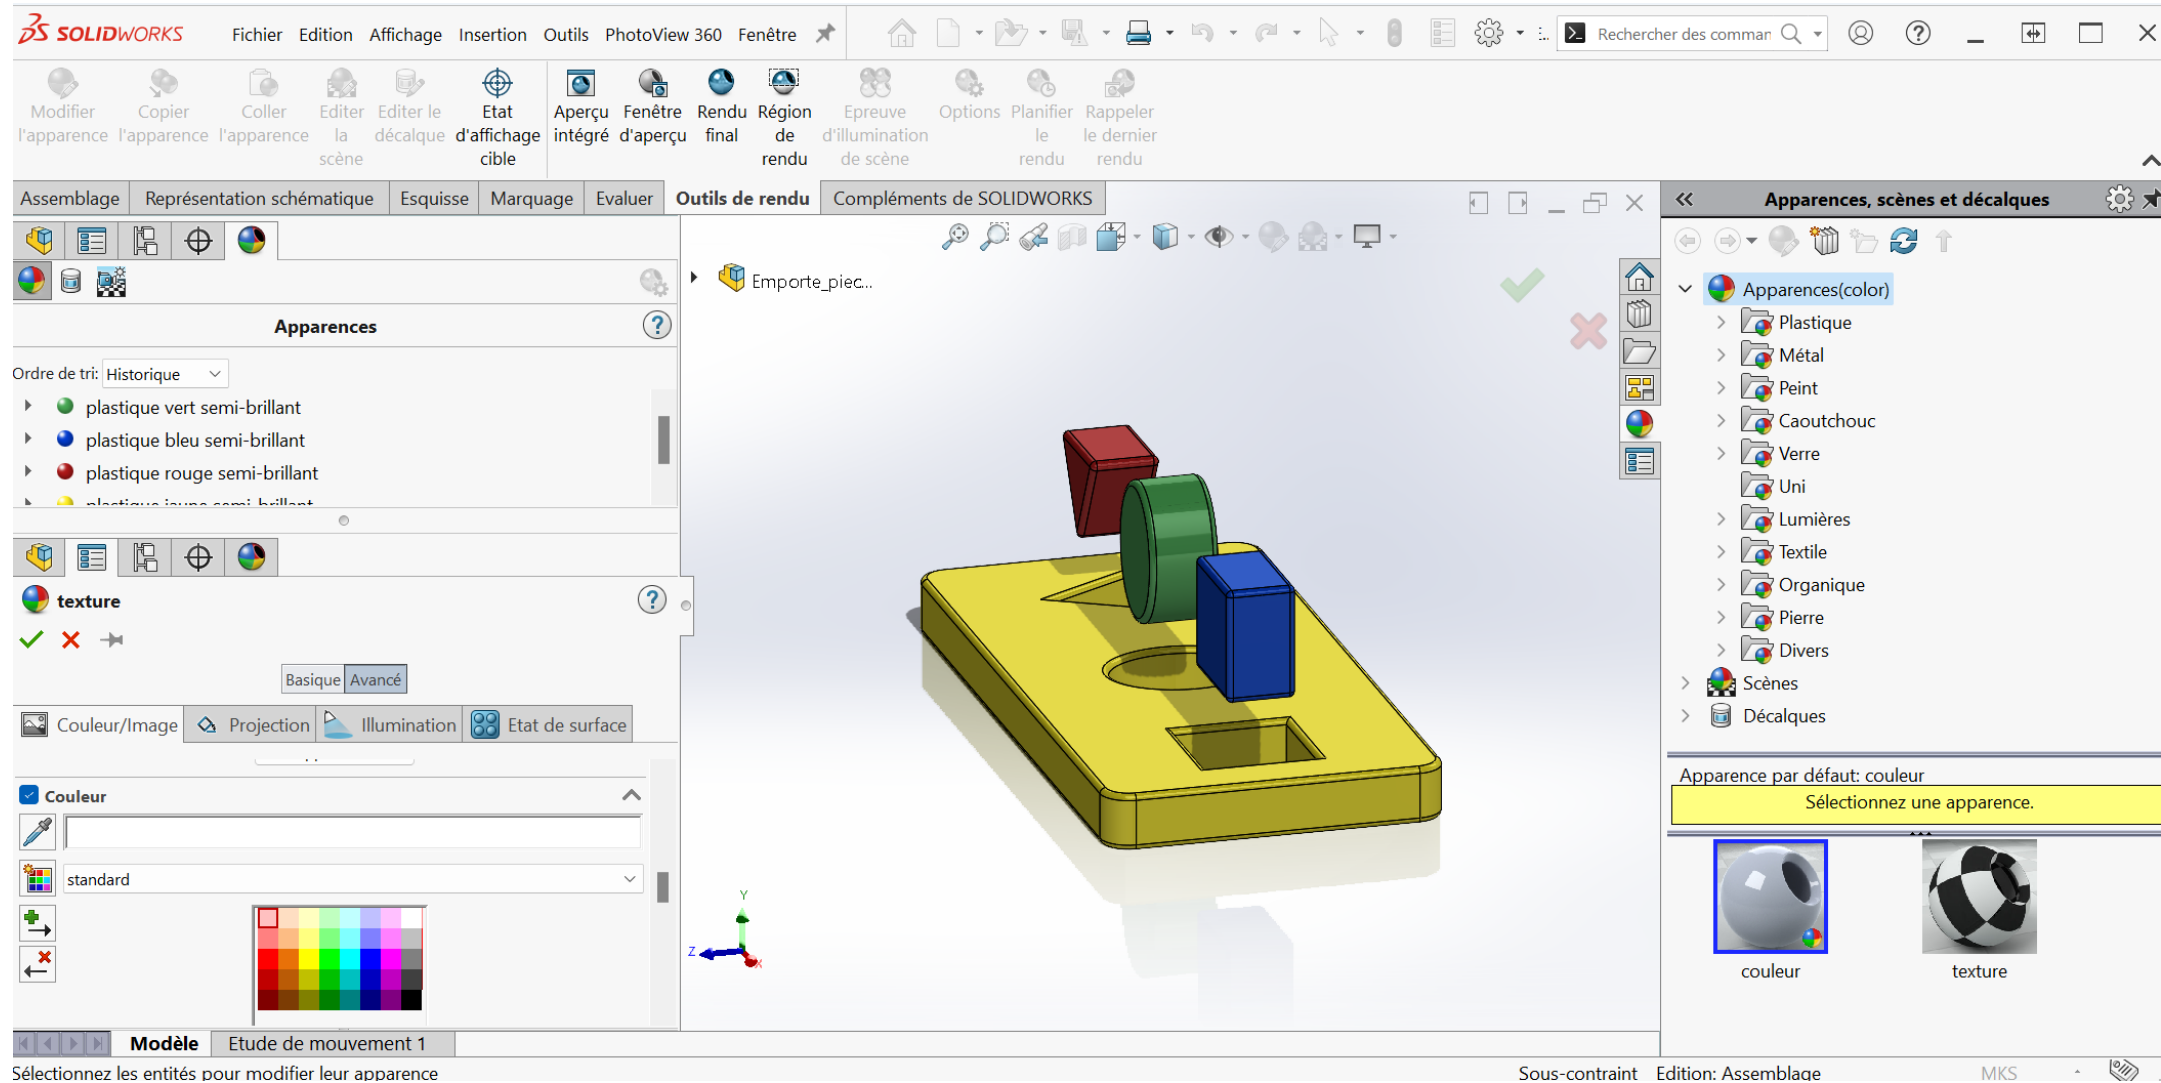 SOLIDWORKS Fichier Edition Affichage Insertion Outils PhotoView 360 Fenêtre Rechercher des comman
Modifier l'apparence
Copier l'apparence
Coller l'apparence
Editer la scène
Editer le décalque
Etat d'affichage cible
Aperçu intégré
Fenêtre d'aperçu
Rendu final
Région de rendu
Epreuve d'illumination de scène
Options
Planifier le rendu
Rappeler le dernier rendu
Assemblage Représentation schématique Esquisse Marquage Evaluer Outils de rendu Compléments de SOLIDWORKS
Apparences
Ordre de tri: Historique
plastique vert semi-brillant
plastique bleu semi-brillant
plastique rouge semi-brillant
plastique jaune semi-brillant
texture
Basique Avancé
Couleur/Image Projection Illumination Etat de surface
Couleur
standard
Emporte_piec...
Y
Z
X
Apparences, scènes et décalques
Apparences(color)
Plastique
Métal
Peint
Caoutchouc
Verre
Uni
Lumières
Textile
Organique
Pierre
Divers
Scènes
Décalques
Apparence par défaut: couleur
Sélectionnez une apparence.
couleur
texture
Modèle Etude de mouvement 1
Sélectionnez les entités pour modifier leur apparence
Sous-contraint Edition: Assemblage MKS